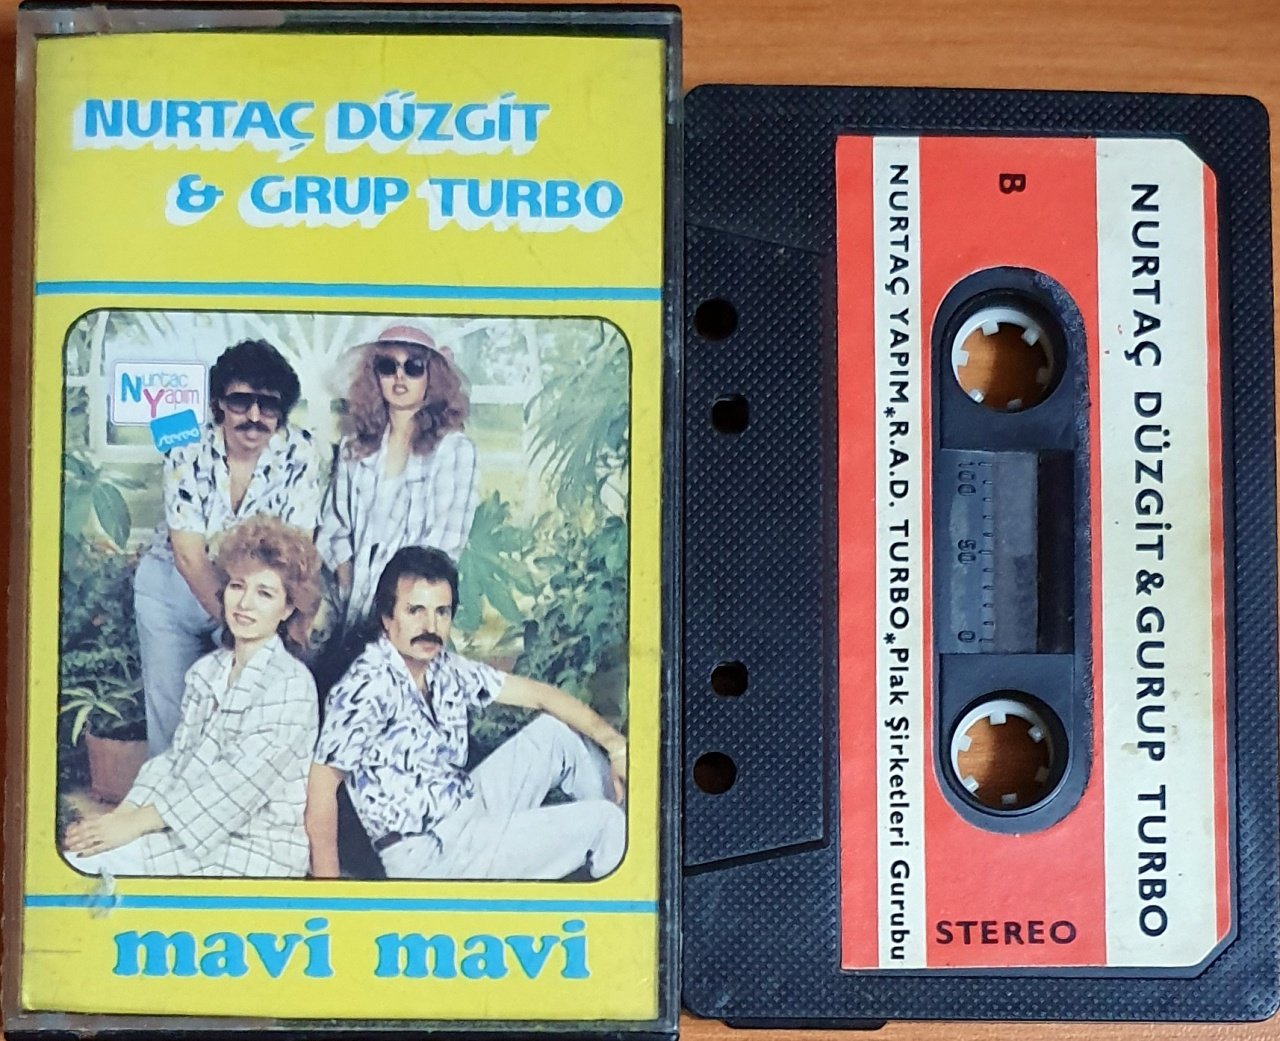 NURTAÇ DÜZGİT
& GRUP TURBO
Nurtaç
Yapım
stereo
mavi mavi
B
NURTAÇ DÜZGİT & GURUP TURBO
NURTAÇ YAPIM*R.A.D. TURBO*Plak Şirketleri Gurubu
100 50 0
STEREO